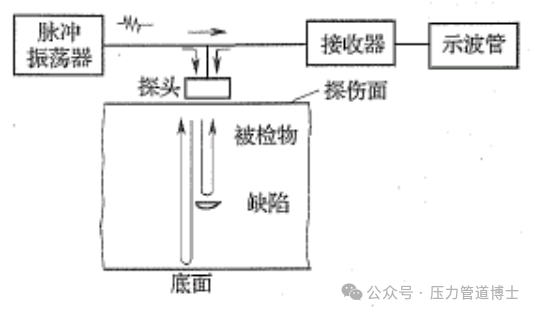 脉冲
振荡器
接收器
示波管
探头
探伤面
被检物
缺陷
底面
公众号 · 压力管道博士